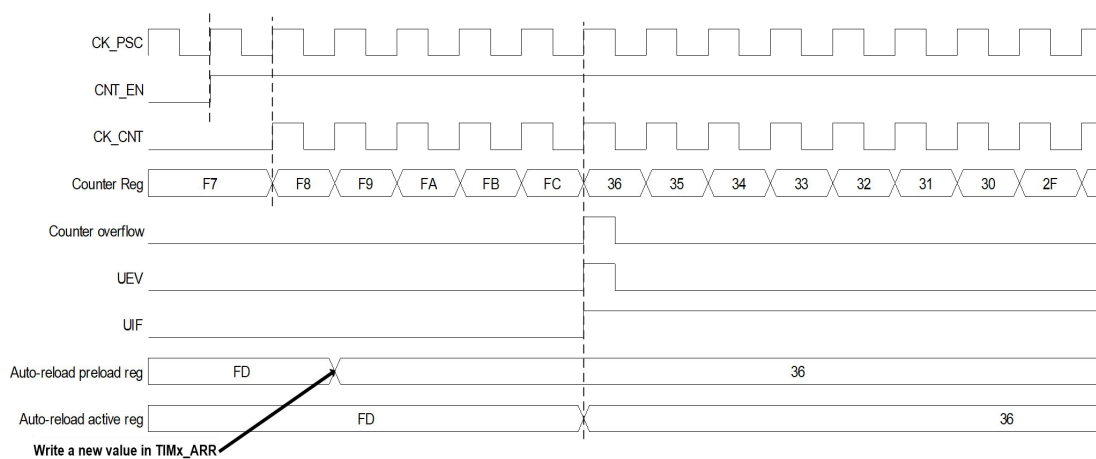 CK_PSC
CNT_EN
CK_CNT
Counter Reg F7 F8 F9 FA FB FC 36 35 34 33 32 31 30 2F
Counter overflow
UEV
UIF
Auto-reload preload reg FD 36
Auto-reload active reg FD 36
Write a new value in TIMx_ARR